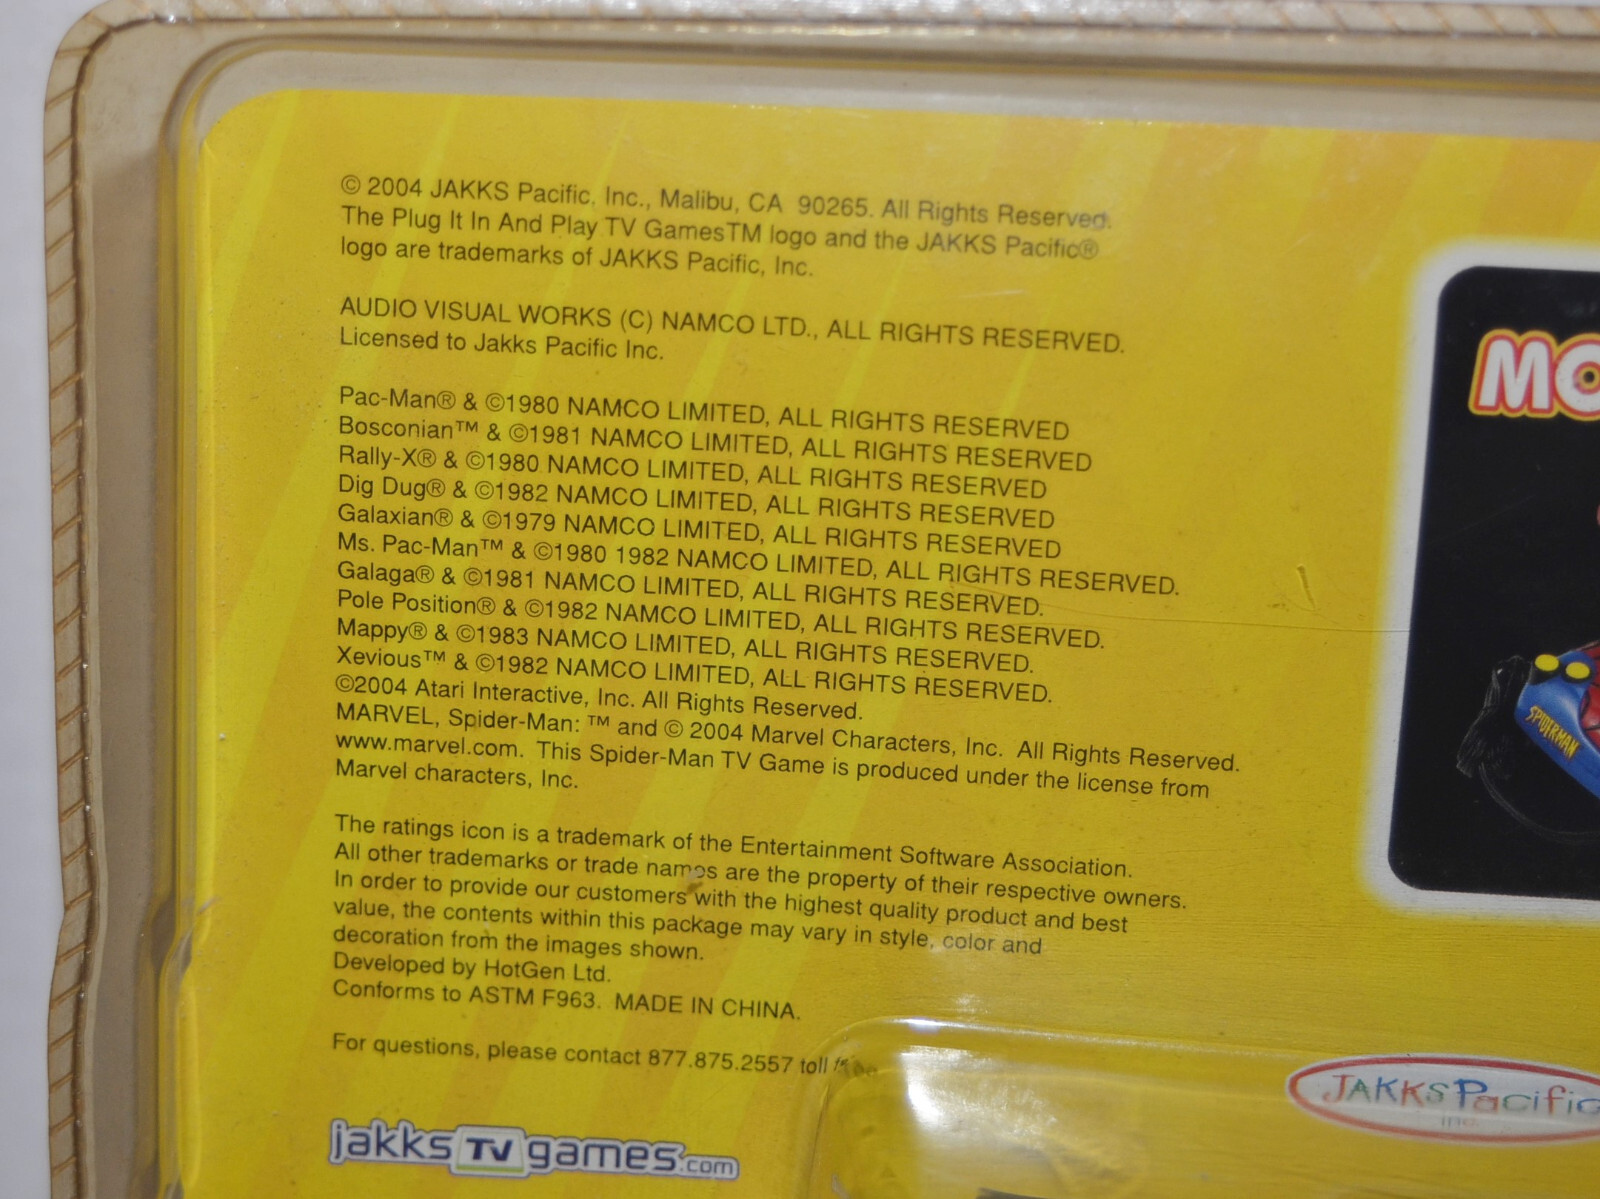 © 2004 JAKKS Pacific, Inc., Malibu, CA 90265. All Rights Reserved.
The Plug It In And Play TV GamesTM logo and the JAKKS Pacific®
logo are trademarks of JAKKS Pacific, Inc.
AUDIO VISUAL WORKS (C) NAMCO LTD., ALL RIGHTS RESERVED.
Licensed to Jakks Pacific Inc.
Pac-Man® & ©1980 NAMCO LIMITED, ALL RIGHTS RESERVED
Bosconian™ & ©1981 NAMCO LIMITED, ALL RIGHTS RESERVED
Rally-X® & ©1980 NAMCO LIMITED, ALL RIGHTS RESERVED
Dig Dug® & ©1982 NAMCO LIMITED, ALL RIGHTS RESERVED
Galaxian® & ©1979 NAMCO LIMITED, ALL RIGHTS RESERVED
Ms. Pac-Man™ & ©1980 1982 NAMCO LIMITED, ALL RIGHTS RESERVED.
Galaga® & ©1981 NAMCO LIMITED, ALL RIGHTS RESERVED.
Pole Position® & ©1982 NAMCO LIMITED, ALL RIGHTS RESERVED.
Mappy® & ©1983 NAMCO LIMITED, ALL RIGHTS RESERVED.
Xevious™ & ©1982 NAMCO LIMITED, ALL RIGHTS RESERVED.
©2004 Atari Interactive, Inc. All Rights Reserved.
MARVEL, Spider-Man: ™ and © 2004 Marvel Characters, Inc. All Rights Reserved.
www.marvel.com. This Spider-Man TV Game is produced under the license from
Marvel characters, Inc.
The ratings icon is a trademark of the Entertainment Software Association.
All other trademarks or trade names are the property of their respective owners.
In order to provide our customers with the highest quality product and best
value, the contents within this package may vary in style, color and
decoration from the images shown.
Developed by HotGen Ltd.
Conforms to ASTM F963. MADE IN CHINA.
For questions, please contact 877.875.2557 toll
jakks TV games.com
MO
SPIDER-MAN
JAKKS Pacific
inc.